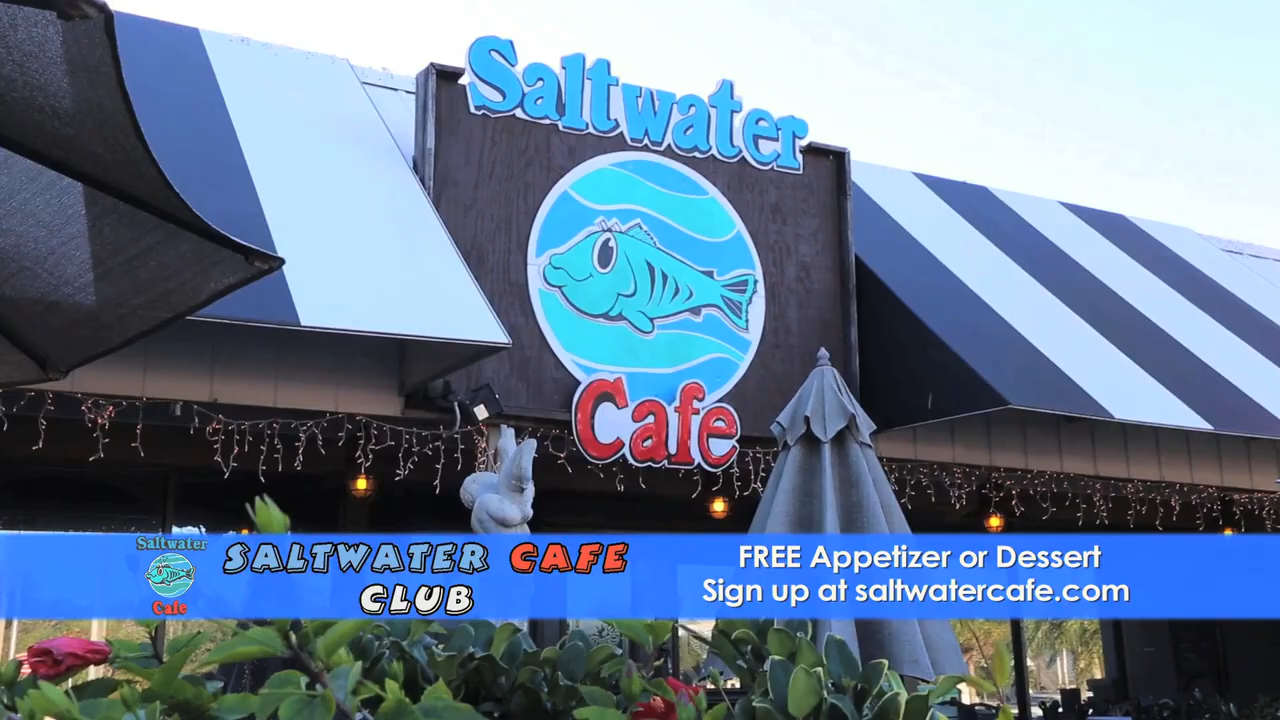 Saltwater
Cafe
Saltwater
Cafe
SALTWATER CAFE
CLUB
FREE Appetizer or Dessert
Sign up at saltwatercafe.com